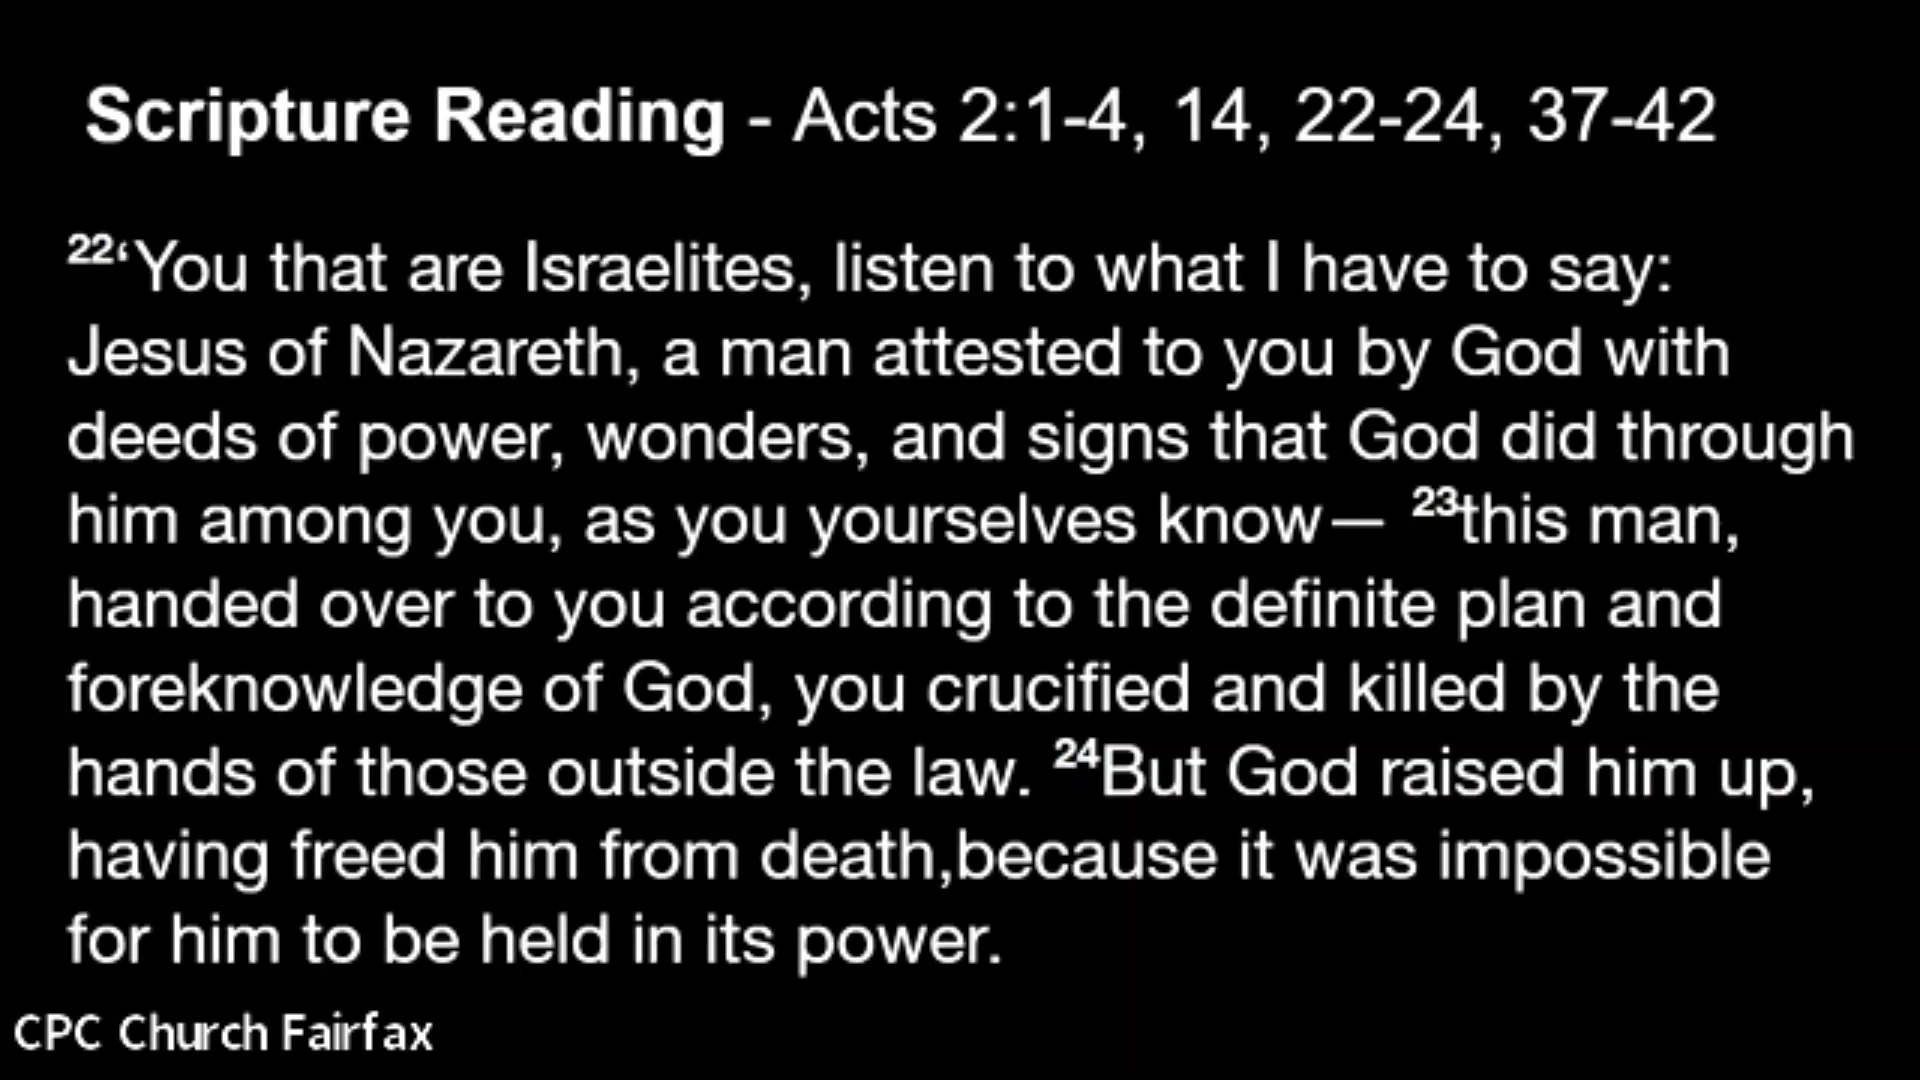 Scripture Reading - Acts 2:1-4, 14, 22-24, 37-42
22‘You that are Israelites, listen to what I have to say:
Jesus of Nazareth, a man attested to you by God with
deeds of power, wonders, and signs that God did through
him among you, as you yourselves know— 23this man,
handed over to you according to the definite plan and
foreknowledge of God, you crucified and killed by the
hands of those outside the law. 24But God raised him up,
having freed him from death,because it was impossible
for him to be held in its power.
CPC Church Fairfax